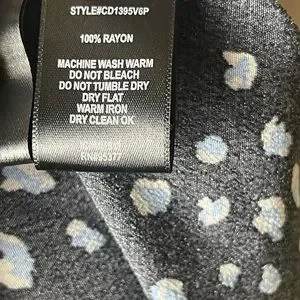 STYLE#CD1395V6P
100% RAYON
MACHINE WASH WARM
DO NOT BLEACH
DO NOT TUMBLE DRY
DRY FLAT
WARM IRON
DRY CLEAN OK